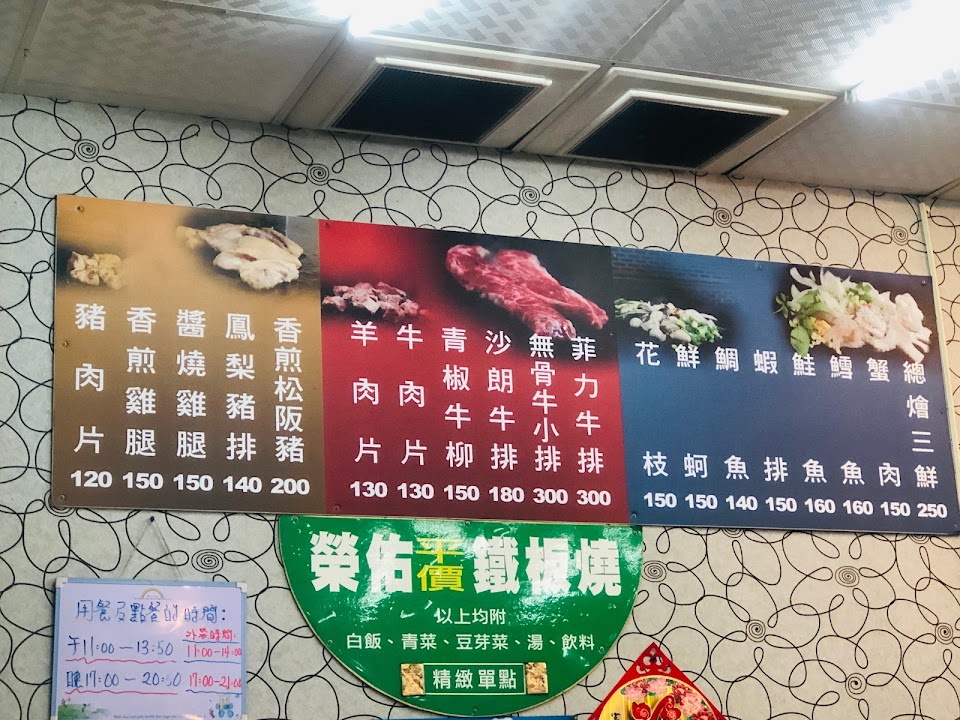 豬肉片
120
香煎雞腿
150
醬燒雞腿
150
鳳梨豬排
140
香煎松阪豬
200
羊肉片
130
牛肉片
130
青椒牛柳
150
沙朗牛排
180
無骨牛小排
300
菲力牛排
300
花枝
150
鮮蚵
150
鯛魚
140
蝦排
150
鮭魚
160
鱈魚
160
蟹肉
150
總燴三鮮
250
榮佑平價鐵板燒
以上均附
白飯、青菜、豆芽菜、湯、飲料
精緻單點
用餐及點餐的時間:
午11:00-13:50
晚17:00-20:50
外帶時間:
11:00-14:00
17:00-21:00